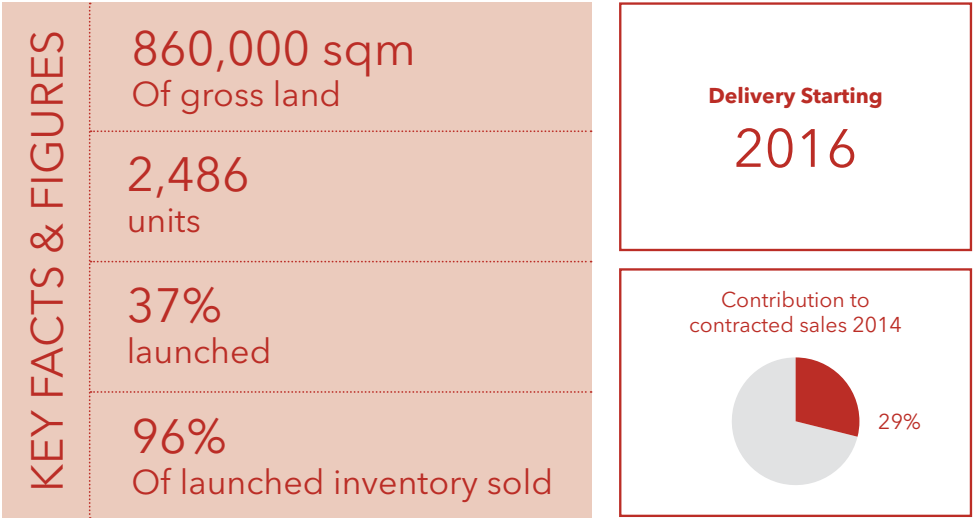 KEY FACTS & FIGURES
860,000 sqm
Of gross land
2,486
units
37%
launched
96%
Of launched inventory sold
Delivery Starting
2016
Contribution to
contracted sales 2014
29%